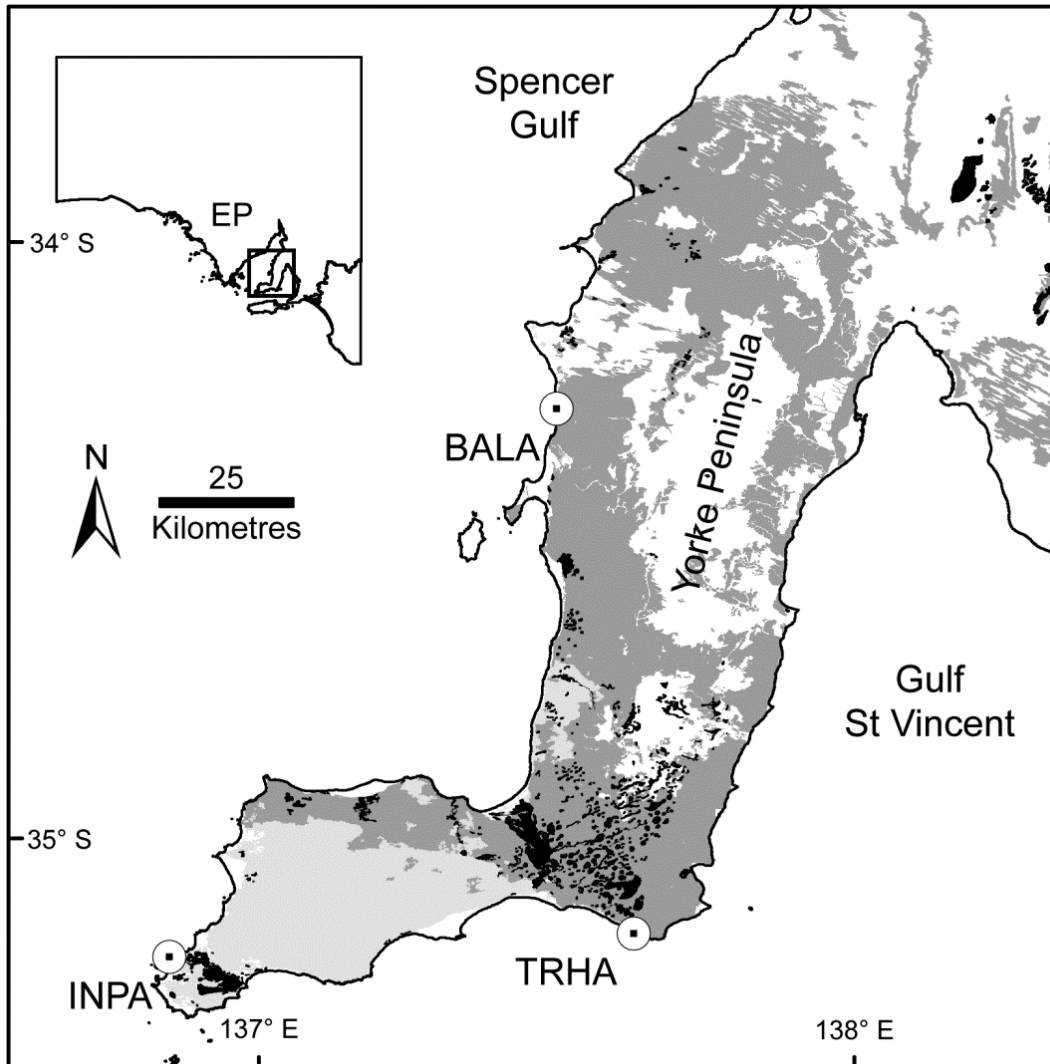 Spencer
Gulf
EP
34° S
BALA
Yorke Peninsula
N
25
Kilometres
Gulf
St Vincent
35° S
TRHA
INPA
137° E
138° E